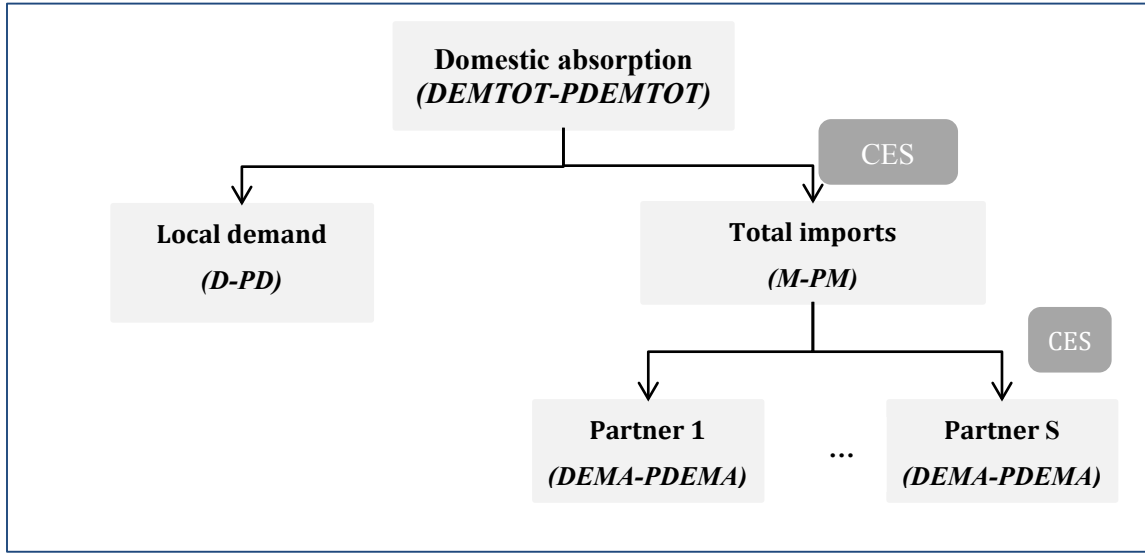 Domestic absorption
(DEMTOT-PDEMTOT)
CES
Local demand
(D-PD)
Total imports
(M-PM)
CES
Partner 1
(DEMA-PDEMA)
...
Partner S
(DEMA-PDEMA)